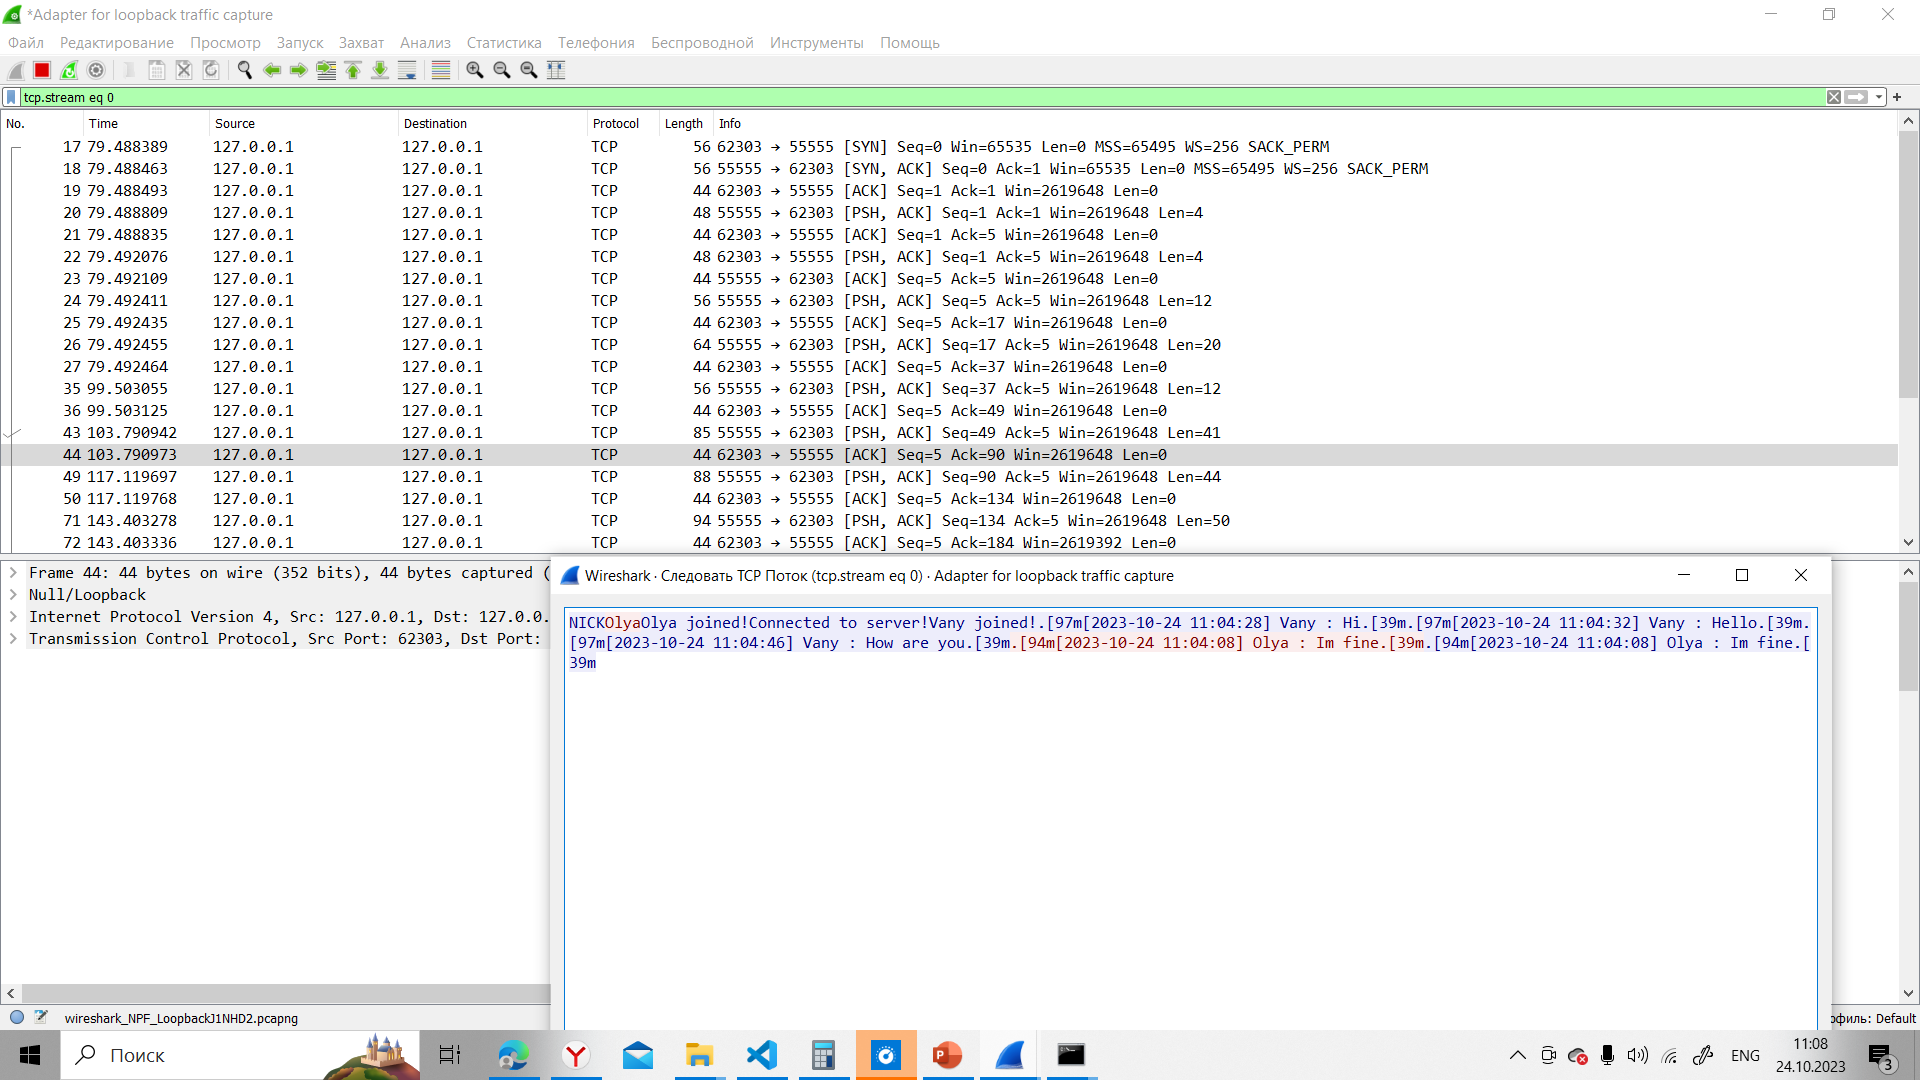 *Adapter for loopback traffic capture
Файл Редактирование Просмотр Запуск Захват Анализ Статистика Телефония Беспроводной Инструменты Помощь
tcp.stream eq 0
No. Time Source Destination Protocol Length Info
17 79.488389 127.0.0.1 127.0.0.1 TCP 56 62303 → 55555 [SYN] Seq=0 Win=65535 Len=0 MSS=65495 WS=256 SACK_PERM
18 79.488463 127.0.0.1 127.0.0.1 TCP 56 55555 → 62303 [SYN, ACK] Seq=0 Ack=1 Win=65535 Len=0 MSS=65495 WS=256 SACK_PERM
19 79.488493 127.0.0.1 127.0.0.1 TCP 44 62303 → 55555 [ACK] Seq=1 Ack=1 Win=2619648 Len=0
20 79.488809 127.0.0.1 127.0.0.1 TCP 48 55555 → 62303 [PSH, ACK] Seq=1 Ack=1 Win=2619648 Len=4
21 79.488835 127.0.0.1 127.0.0.1 TCP 44 62303 → 55555 [ACK] Seq=1 Ack=5 Win=2619648 Len=0
22 79.492076 127.0.0.1 127.0.0.1 TCP 48 62303 → 55555 [PSH, ACK] Seq=1 Ack=5 Win=2619648 Len=4
23 79.492109 127.0.0.1 127.0.0.1 TCP 44 55555 → 62303 [ACK] Seq=5 Ack=5 Win=2619648 Len=0
24 79.492411 127.0.0.1 127.0.0.1 TCP 56 55555 → 62303 [PSH, ACK] Seq=5 Ack=5 Win=2619648 Len=12
25 79.492435 127.0.0.1 127.0.0.1 TCP 44 62303 → 55555 [ACK] Seq=5 Ack=17 Win=2619648 Len=0
26 79.492455 127.0.0.1 127.0.0.1 TCP 64 55555 → 62303 [PSH, ACK] Seq=17 Ack=5 Win=2619648 Len=20
27 79.492464 127.0.0.1 127.0.0.1 TCP 44 62303 → 55555 [ACK] Seq=5 Ack=37 Win=2619648 Len=0
35 99.503055 127.0.0.1 127.0.0.1 TCP 56 55555 → 62303 [PSH, ACK] Seq=37 Ack=5 Win=2619648 Len=12
36 99.503125 127.0.0.1 127.0.0.1 TCP 44 62303 → 55555 [ACK] Seq=5 Ack=49 Win=2619648 Len=0
43 103.790942 127.0.0.1 127.0.0.1 TCP 85 55555 → 62303 [PSH, ACK] Seq=49 Ack=5 Win=2619648 Len=41
44 103.790973 127.0.0.1 127.0.0.1 TCP 44 62303 → 55555 [ACK] Seq=5 Ack=90 Win=2619648 Len=0
49 117.119697 127.0.0.1 127.0.0.1 TCP 88 55555 → 62303 [PSH, ACK] Seq=90 Ack=5 Win=2619648 Len=44
50 117.119768 127.0.0.1 127.0.0.1 TCP 44 62303 → 55555 [ACK] Seq=5 Ack=134 Win=2619648 Len=0
71 143.403278 127.0.0.1 127.0.0.1 TCP 94 55555 → 62303 [PSH, ACK] Seq=134 Ack=5 Win=2619648 Len=50
72 143.403336 127.0.0.1 127.0.0.1 TCP 44 62303 → 55555 [ACK] Seq=5 Ack=184 Win=2619392 Len=0
Frame 44: 44 bytes on wire (352 bits), 44 bytes captured (
Null/Loopback
Internet Protocol Version 4, Src: 127.0.0.1, Dst: 127.0.0.
Transmission Control Protocol, Src Port: 62303, Dst Port:
Wireshark · Следовать TCP Поток (tcp.stream eq 0) · Adapter for loopback traffic capture
NICKOlyaOlya joined!Connected to server!Vany joined!.[97m[2023-10-24 11:04:28] Vany : Hi.[39m.[97m[2023-10-24 11:04:32] Vany : Hello.[39m.
[97m[2023-10-24 11:04:46] Vany : How are you.[39m.[94m[2023-10-24 11:04:08] Olya : Im fine.[39m.[94m[2023-10-24 11:04:08] Olya : Im fine.[
39m
wireshark_NPF_LoopbackJ1NHD2.pcapng
офиль: Default
Поиск
ENG
11:08
24.10.2023
3